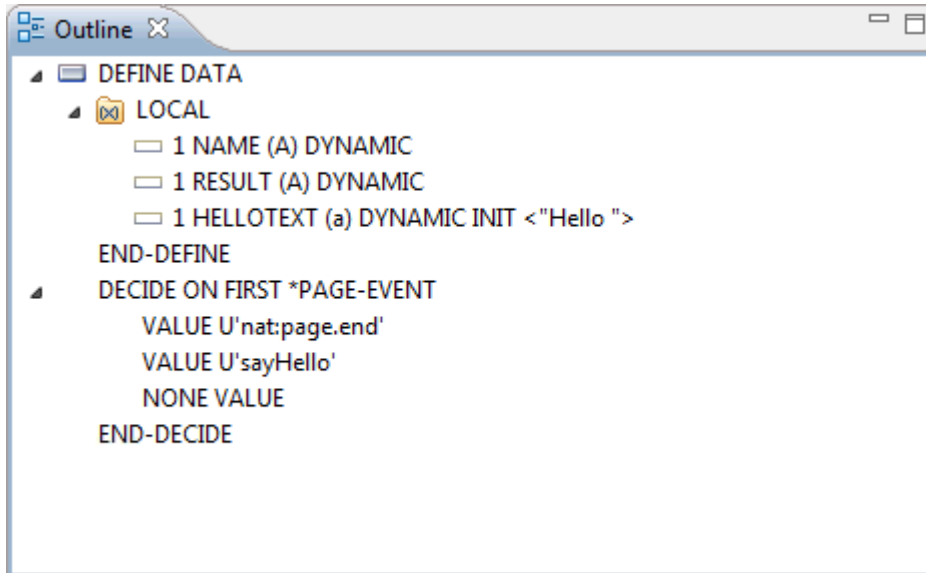 Outline
DEFINE DATA
LOCAL
1 NAME (A) DYNAMIC
1 RESULT (A) DYNAMIC
1 HELLOTEXT (a) DYNAMIC INIT <"Hello ">
END-DEFINE
DECIDE ON FIRST *PAGE-EVENT
VALUE U'nat:page.end'
VALUE U'sayHello'
NONE VALUE
END-DECIDE